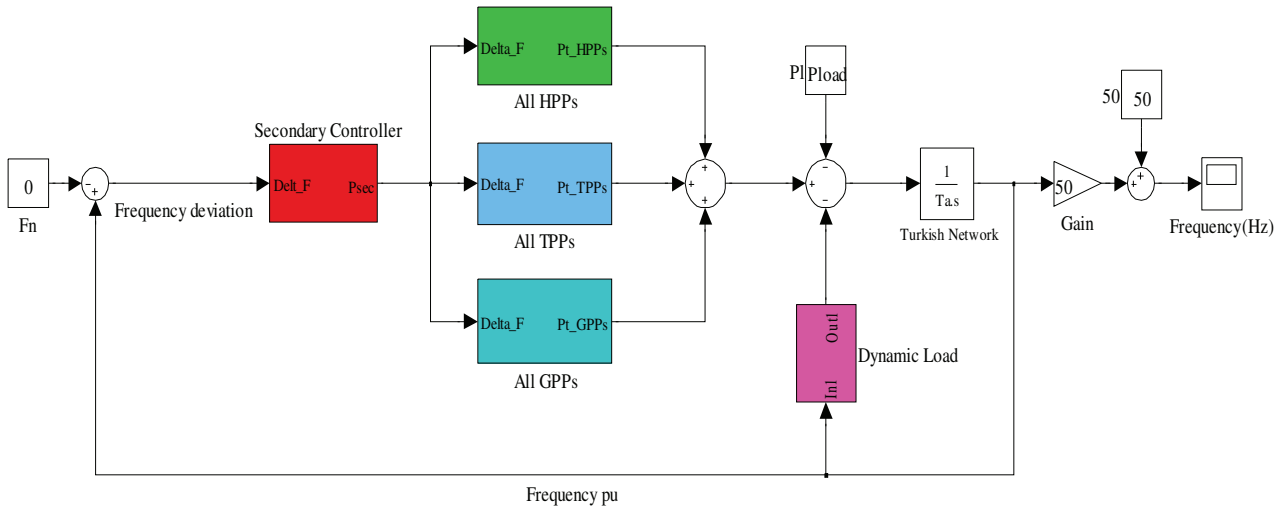 Delta_F Pt_HPPs
All HPPs
Pl Pload
50 50
Secondary Controller
0
Fn
-
+
Frequency deviation
Delt_F Psec
Delta_F Pt_TPPs
All TPPs
+
+
+
-
+
-
1
Ta.s
Turkish Network
50
Gain
+
+
Frequency(Hz)
Delta_F Pt_GPPs
All GPPs
Out1
In1
Dynamic Load
Frequency pu